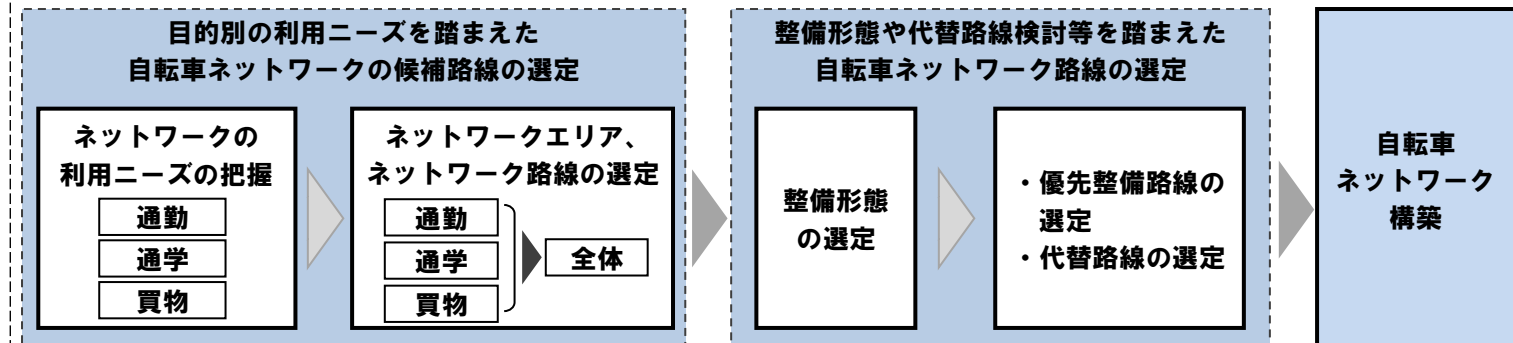 目的別の利用ニーズを踏まえた
自転車ネットワークの候補路線の選定
ネットワークの
利用ニーズの把握
通勤
通学
買物
ネットワークエリア、
ネットワーク路線の選定
通勤
通学
買物
全体
整備形態や代替路線検討等を踏まえた
自転車ネットワーク路線の選定
整備形態
の選定
・優先整備路線の
選定
・代替路線の選定
自転車
ネットワーク
構築